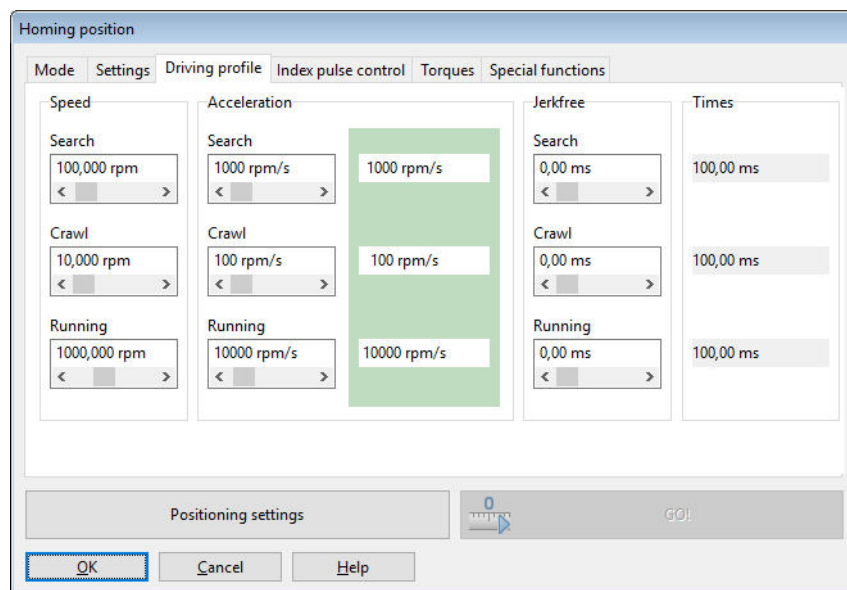 Homing position
Mode Settings Driving profile Index pulse control Torques Special functions
Speed Acceleration Jerkfree Times
Search Search Search
100,000 rpm 1000 rpm/s 1000 rpm/s 0,00 ms 100,00 ms
Crawl Crawl Crawl
10,000 rpm 100 rpm/s 100 rpm/s 0,00 ms 100,00 ms
Running Running Running
1000,000 rpm 10000 rpm/s 10000 rpm/s 0,00 ms 100,00 ms
Positioning settings 0 GO!
OK Cancel Help